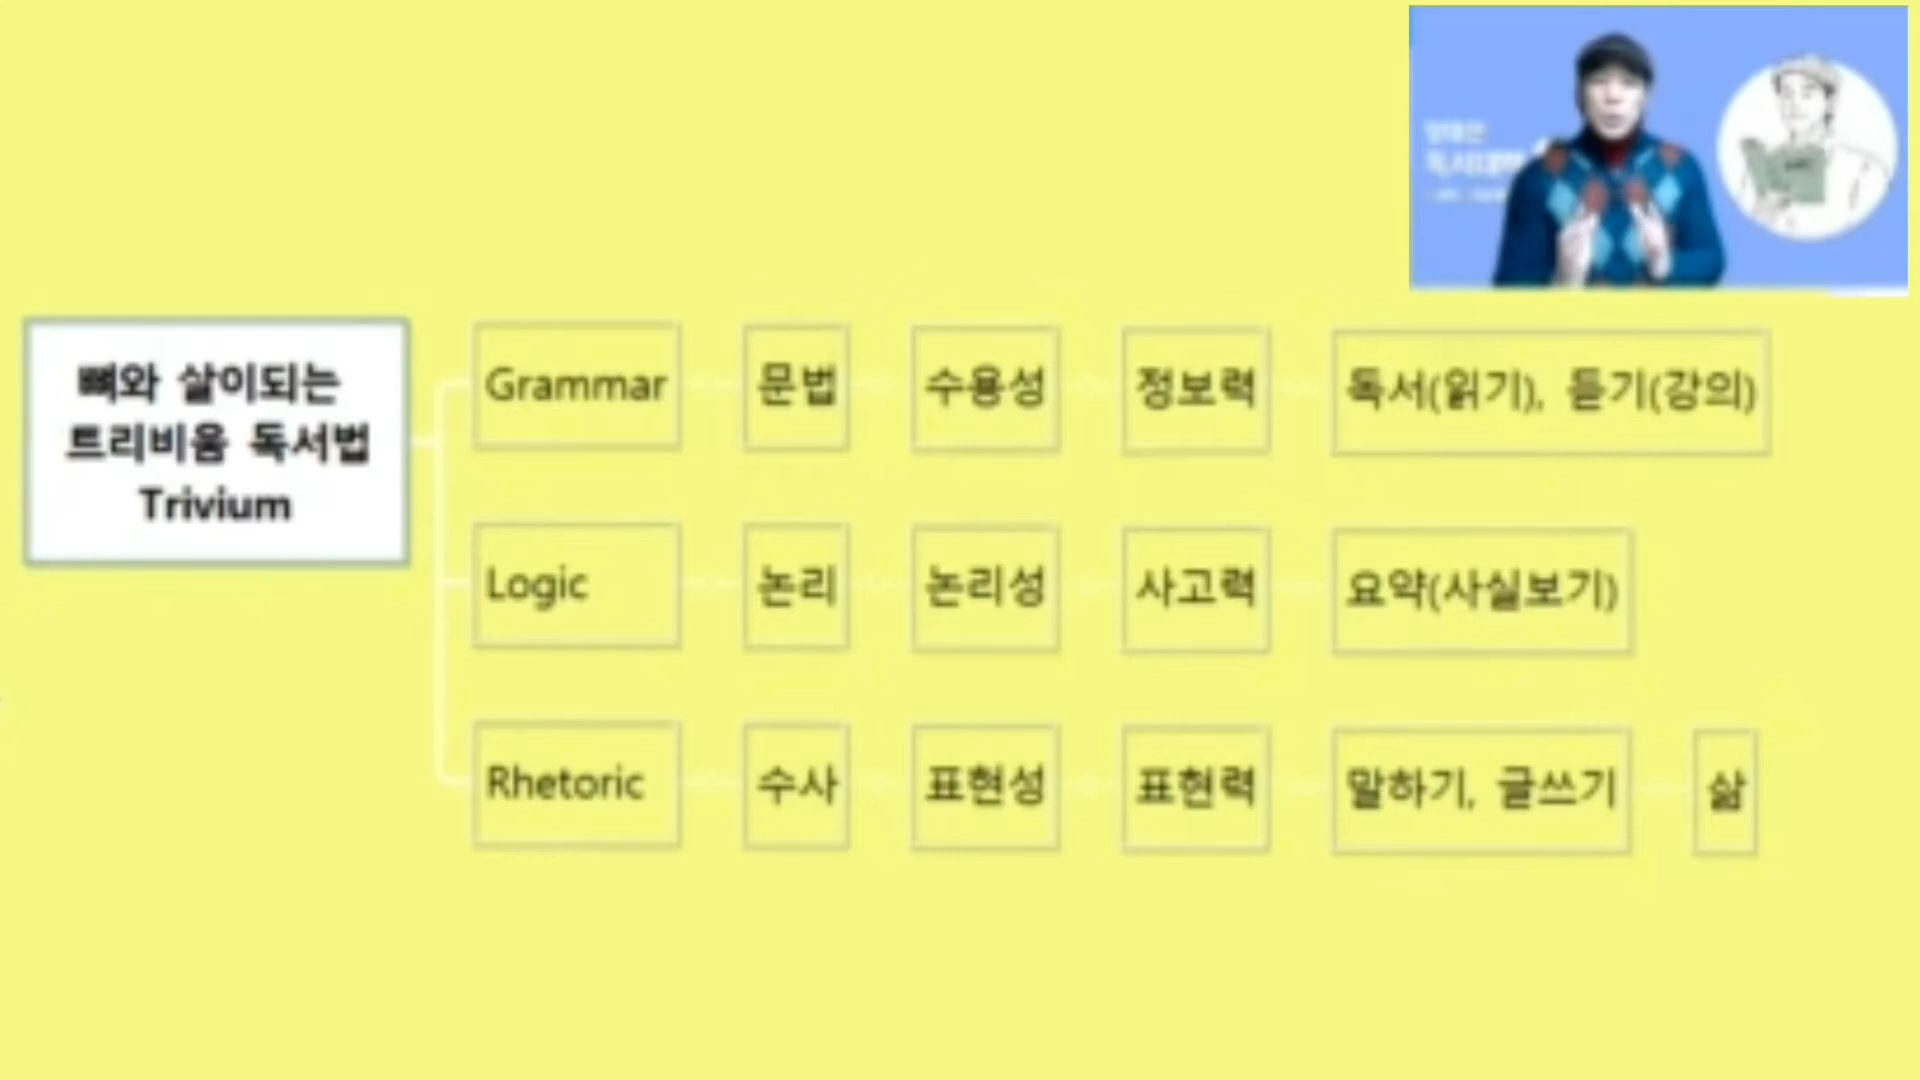 뼈와 살이되는
트리비움 독서법
Trivium
Grammar 문법 수용성 정보력 독서(읽기), 듣기(강의)
Logic 논리 논리성 사고력 요약(사실보기)
Rhetoric 수사 표현성 표현력 말하기, 글쓰기 삶